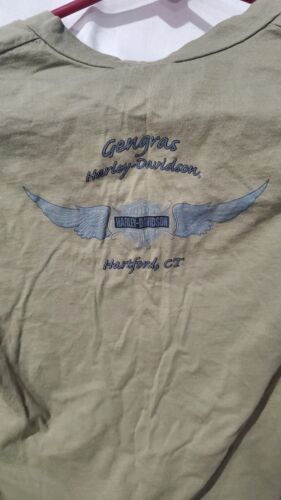 Gengras
Harley-Davidson,
HARLEY-DAVIDSON
Hartford, CT